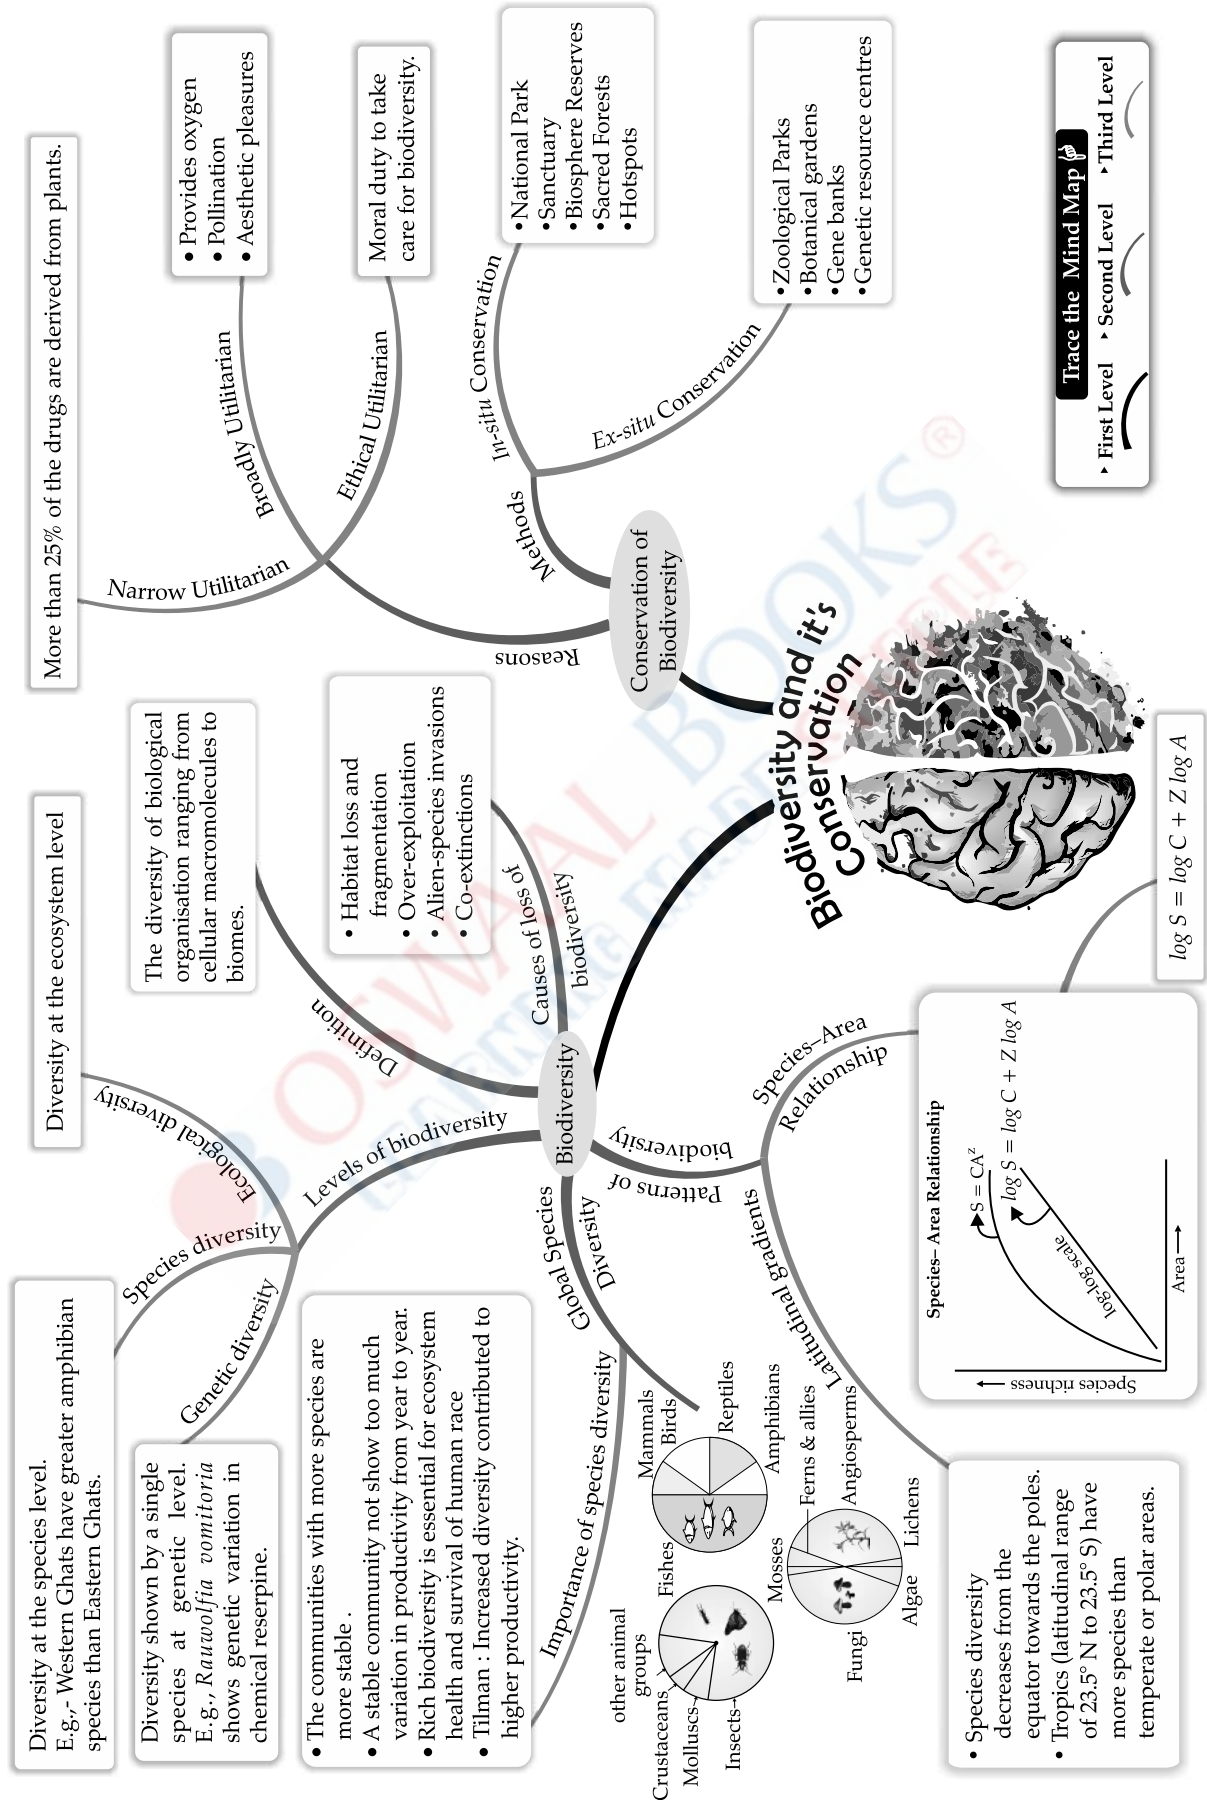 Biodiversity and it's
Conservation
Biodiversity
Levels of biodiversity
Genetic diversity
Diversity shown by a single
species at genetic level.
E.g., Rauwolfia vomitoria
shows genetic variation in
chemical reserpine.
Species diversity
Diversity at the species level.
E.g.,- Western Ghats have greater amphibian
species than Eastern Ghats.
Ecological diversity
Diversity at the ecosystem level
Definition
The diversity of biological
organisation ranging from
cellular macromolecules to
biomes.
Causes of loss of
biodiversity
• Habitat loss and
fragmentation
• Over-exploitation
• Alien-species invasions
• Co-extinctions
Global Species
Diversity
Importance of species diversity
• The communities with more species are
more stable .
• A stable community not show too much
variation in productivity from year to year.
• Rich biodiversity is essential for ecosystem
health and survival of human race
• Tilman : Increased diversity contributed to
higher productivity.
Fishes
Mammals
Birds
Reptiles
Amphibians
other animal
groups
Crustaceans
Molluscs
Insects
Mosses
Ferns & allies
Angiosperms
Fungi
Algae
Lichens
Patterns of
biodiversity
Latitudinal gradients
• Species diversity
decreases from the
equator towards the poles.
• Tropics (latitudinal range
of 23.5° N to 23.5° S) have
more species than
temperate or polar areas.
Species–Area
Relationship
Species– Area Relationship
S = CAᶻ
log S = log C + Z log A
log-log scale
Species richness
Area
log S = log C + Z log A
Conservation of
Biodiversity
Reasons
Narrow Utilitarian
More than 25% of the drugs are derived from plants.
Broadly Utilitarian
• Provides oxygen
• Pollination
• Aesthetic pleasures
Ethical Utilitarian
Moral duty to take
care for biodiversity.
Methods
In-situ Conservation
• National Park
• Sanctuary
• Biosphere Reserves
• Sacred Forests
• Hotspots
Ex-situ Conservation
• Zoological Parks
• Botanical gardens
• Gene banks
• Genetic resource centres
Trace the Mind Map
▸ First Level ▸ Second Level ▸ Third Level
OSWAAL BOOKS®